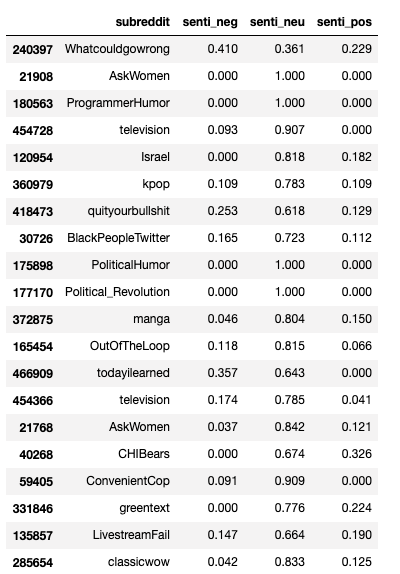 subreddit senti_neg senti_neu senti_pos
240397 Whatcouldgowrong 0.410 0.361 0.229
21908 AskWomen 0.000 1.000 0.000
180563 ProgrammerHumor 0.000 1.000 0.000
454728 television 0.093 0.907 0.000
120954 Israel 0.000 0.818 0.182
360979 kpop 0.109 0.783 0.109
418473 quityourbullshit 0.253 0.618 0.129
30726 BlackPeopleTwitter 0.165 0.723 0.112
175898 PoliticalHumor 0.000 1.000 0.000
177170 Political_Revolution 0.000 1.000 0.000
372875 manga 0.046 0.804 0.150
165454 OutOfTheLoop 0.118 0.815 0.066
466909 todayilearned 0.357 0.643 0.000
454366 television 0.174 0.785 0.041
21768 AskWomen 0.037 0.842 0.121
40268 CHIBears 0.000 0.674 0.326
59405 ConvenientCop 0.091 0.909 0.000
331846 greentext 0.000 0.776 0.224
135857 LivestreamFail 0.147 0.664 0.190
285654 classicwow 0.042 0.833 0.125